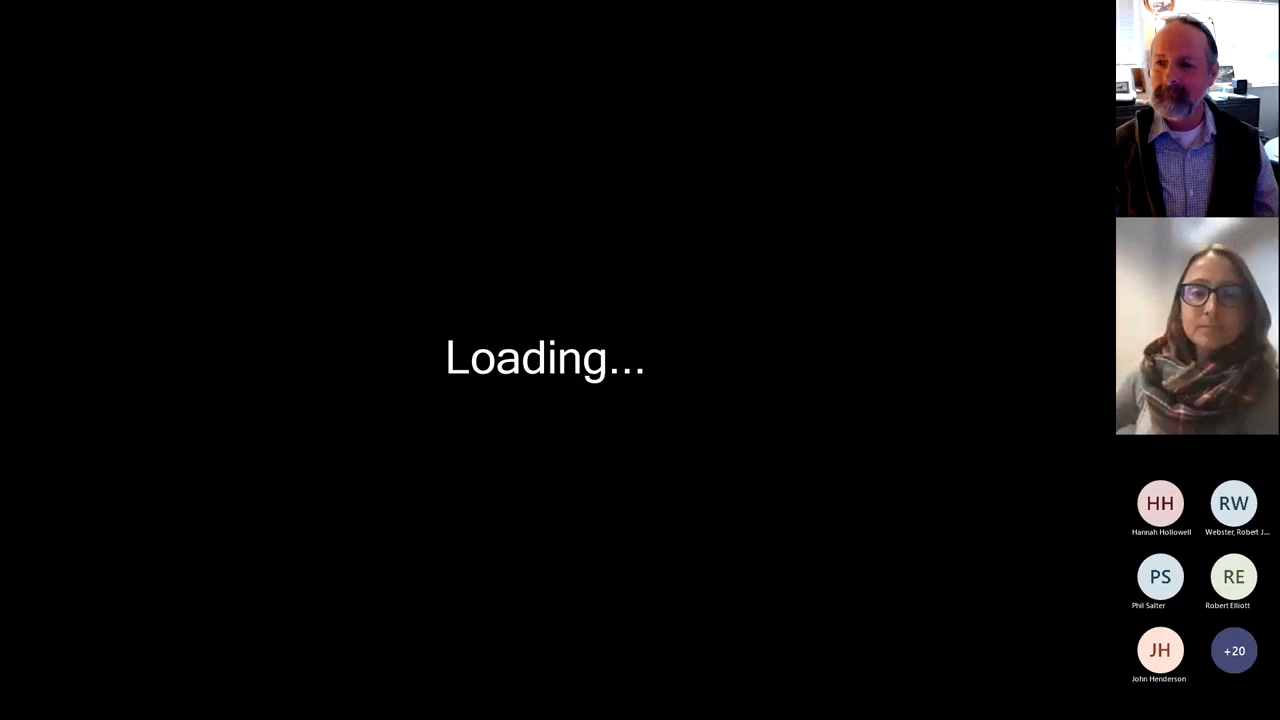 Loading...
HH
RW
Hannah Hollowell
Webster, Robert J...
PS
RE
Phil Salter
Robert Elliott
JH
+20
John Henderson